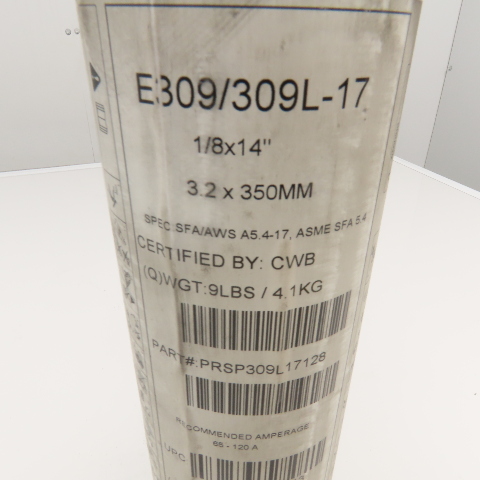 E309/309L-17
1/8x14"
3.2 x 350MM
SPEC.SFA/AWS A5.4-17, ASME SFA 5.4
CERTIFIED BY: CWB
(Q)WGT:9LBS / 4.1KG
PART#:PRSP309L17128
RECOMMENDED AMPERAGE
65 - 120 A
UPC